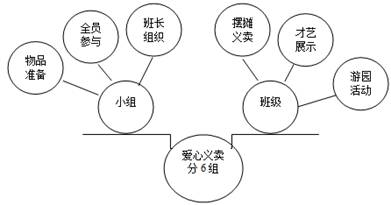 全员
参与
班长
组织
摆摊
义卖
才艺
展示
物品
准备
游园
活动
小组
班级
爱心义卖
分6组